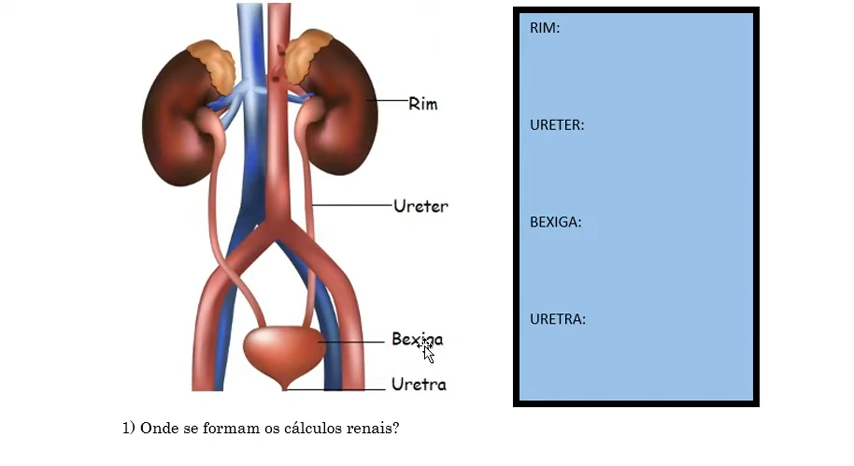 Rim
Ureter
Bexiga
Uretra
RIM:
URETER:
BEXIGA:
URETRA:
1) Onde se formam os cálculos renais?